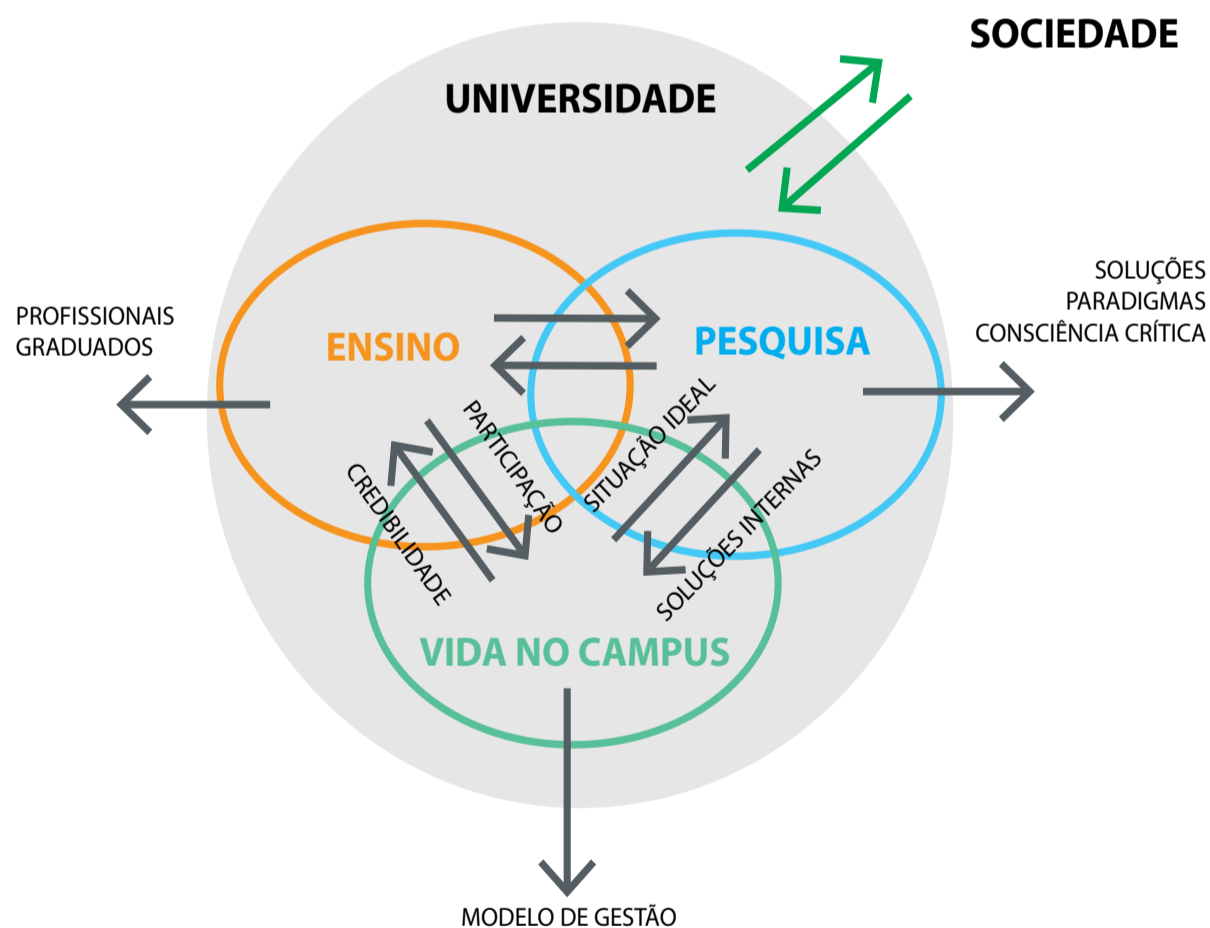 SOCIEDADE
UNIVERSIDADE
SOLUÇÕES
PARADIGMAS
CONSCIÊNCIA CRÍTICA
PROFISSIONAIS
GRADUADOS
ENSINO
PESQUISA
PARTICIPAÇÃO
SITUAÇÃO IDEAL
CREDIBILIDADE
SOLUÇÕES INTERNAS
VIDA NO CAMPUS
MODELO DE GESTÃO